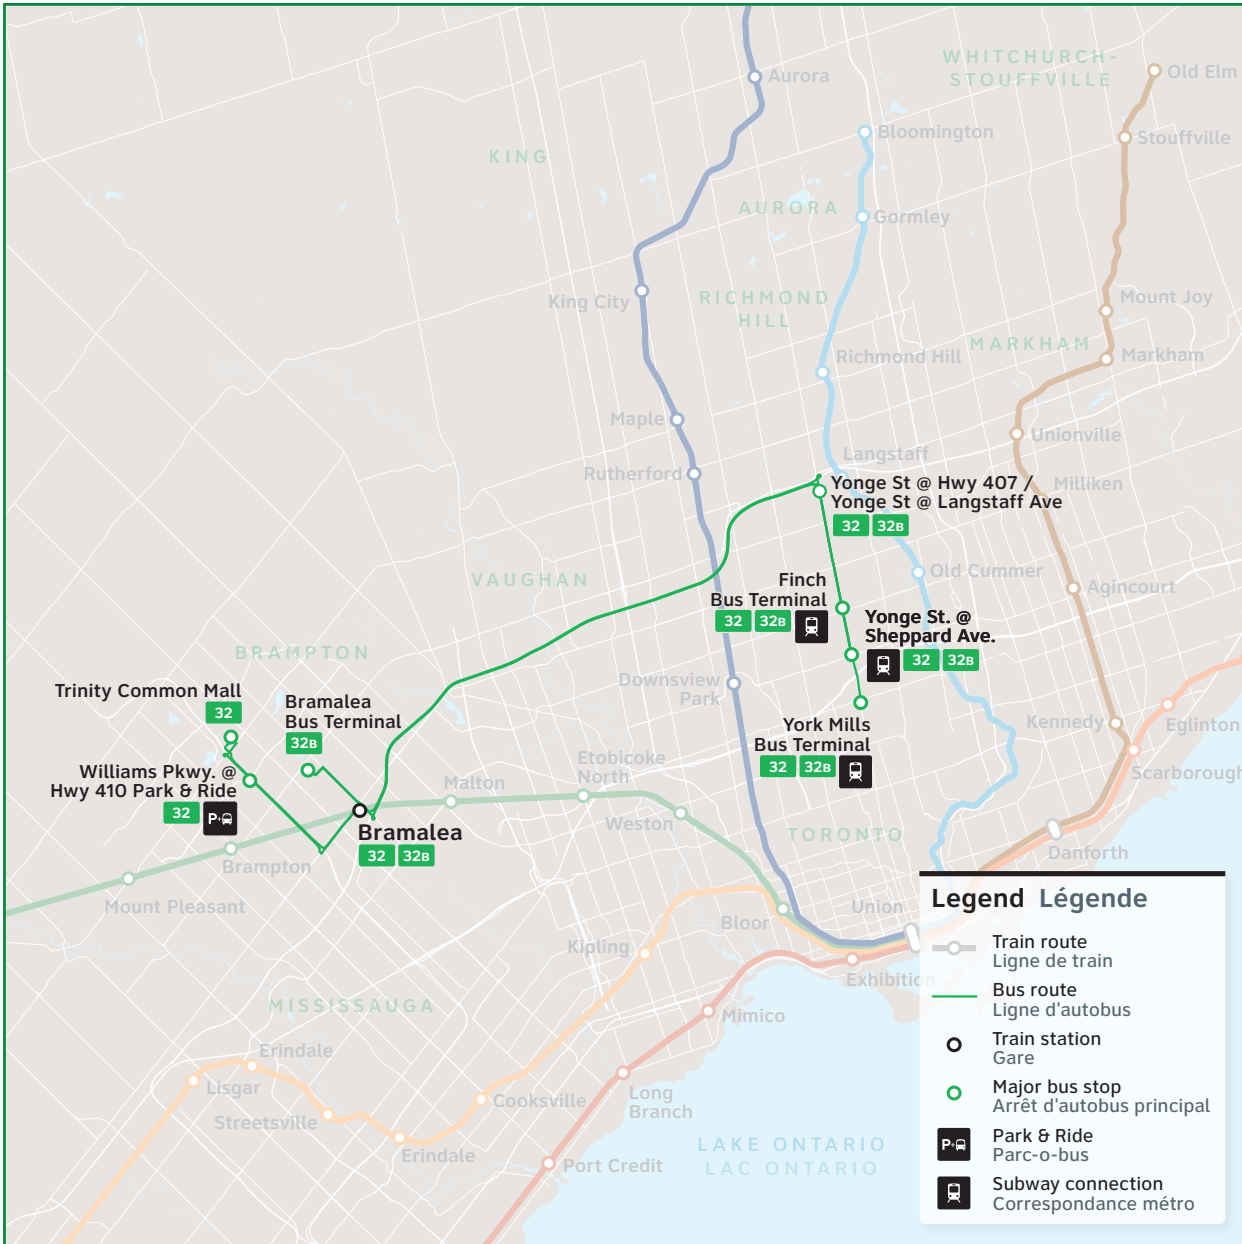 Aurora
WHITCHURCH-
STOUFFVILLE
Old Elm
Bloomington
Stouffville
KING
AURORA
Gormley
King City
RICHMOND
HILL
Mount Joy
MARKHAM
Richmond Hill
Markham
Maple
Unionville
Langstaff
Rutherford
Milliken
Yonge St @ Hwy 407 /
Yonge St @ Langstaff Ave
32 32B
VAUGHAN
Finch
Bus Terminal
32 32B
Old Cummer
Agincourt
Yonge St. @
Sheppard Ave.
32 32B
BRAMPTON
Trinity Common Mall
32
Bramalea
Bus Terminal
32B
Downsview
Park
York Mills
Bus Terminal
32 32B
Kennedy
Eglinton
Scarborough
Williams Pkwy. @
Hwy 410 Park & Ride
32 P+
Malton
Etobicoke
North
Weston
TORONTO
Bramalea
32 32B
Brampton
Danforth
Mount Pleasant
Bloor
Union
Kipling
Exhibition
MISSISSAUGA
Mimico
Erindale
Lisgar
Streetsville
Cooksville
Long
Branch
Erindale
Port Credit
LAKE ONTARIO
LAC ONTARIO
Legend Légende
Train route
Ligne de train
Bus route
Ligne d'autobus
Train station
Gare
Major bus stop
Arrêt d'autobus principal
P+
Park & Ride
Parc-o-bus
Subway connection
Correspondance métro